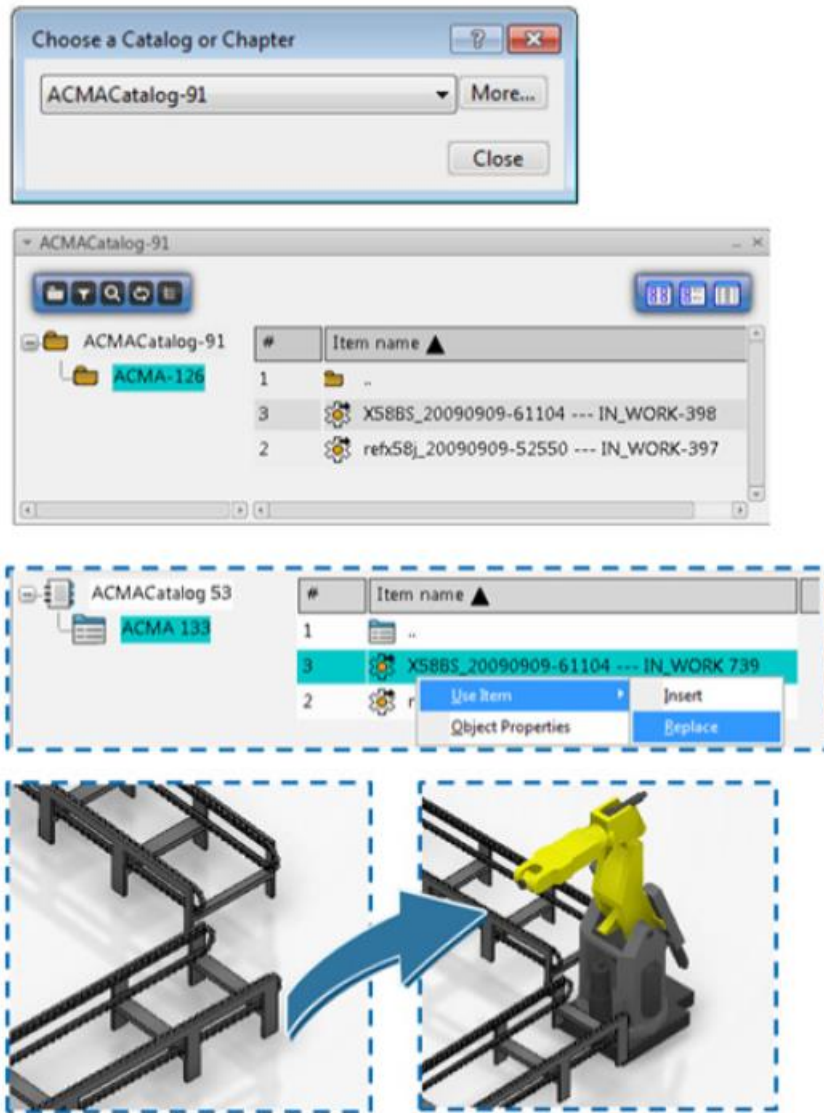 Choose a Catalog or Chapter
ACMACatalog-91
More...
Close
ACMACatalog-91
ACMACatalog-91
ACMA-126
# Item name
1 ..
3 X58BS_20090909-61104 --- IN_WORK-398
2 refx58j_20090909-52550 --- IN_WORK-397
ACMACatalog 53
ACMA 133
# Item name
1 ..
3 X58BS_20090909-61104 --- IN_WORK 739
2 r
Use Item
Insert
Object Properties
Replace